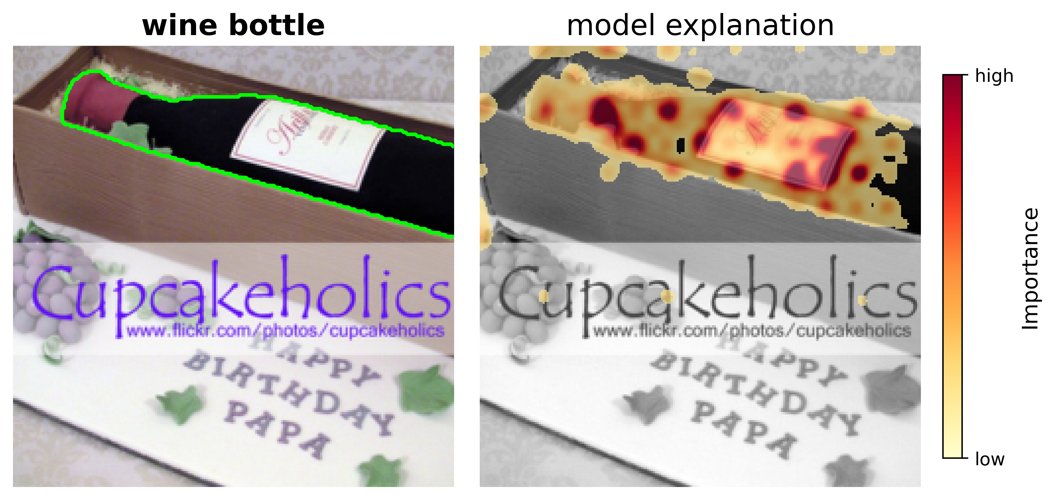 wine bottle
model explanation
high
Importance
low
Cupcakeholics
www.flickr.com/photos/cupcakeholics
HAPPY
BIRTHDAY
PAPA
Cupcakeholics
www.flickr.com/photos/cupcakeholics
HAPPY
BIRTHDAY
PAPA